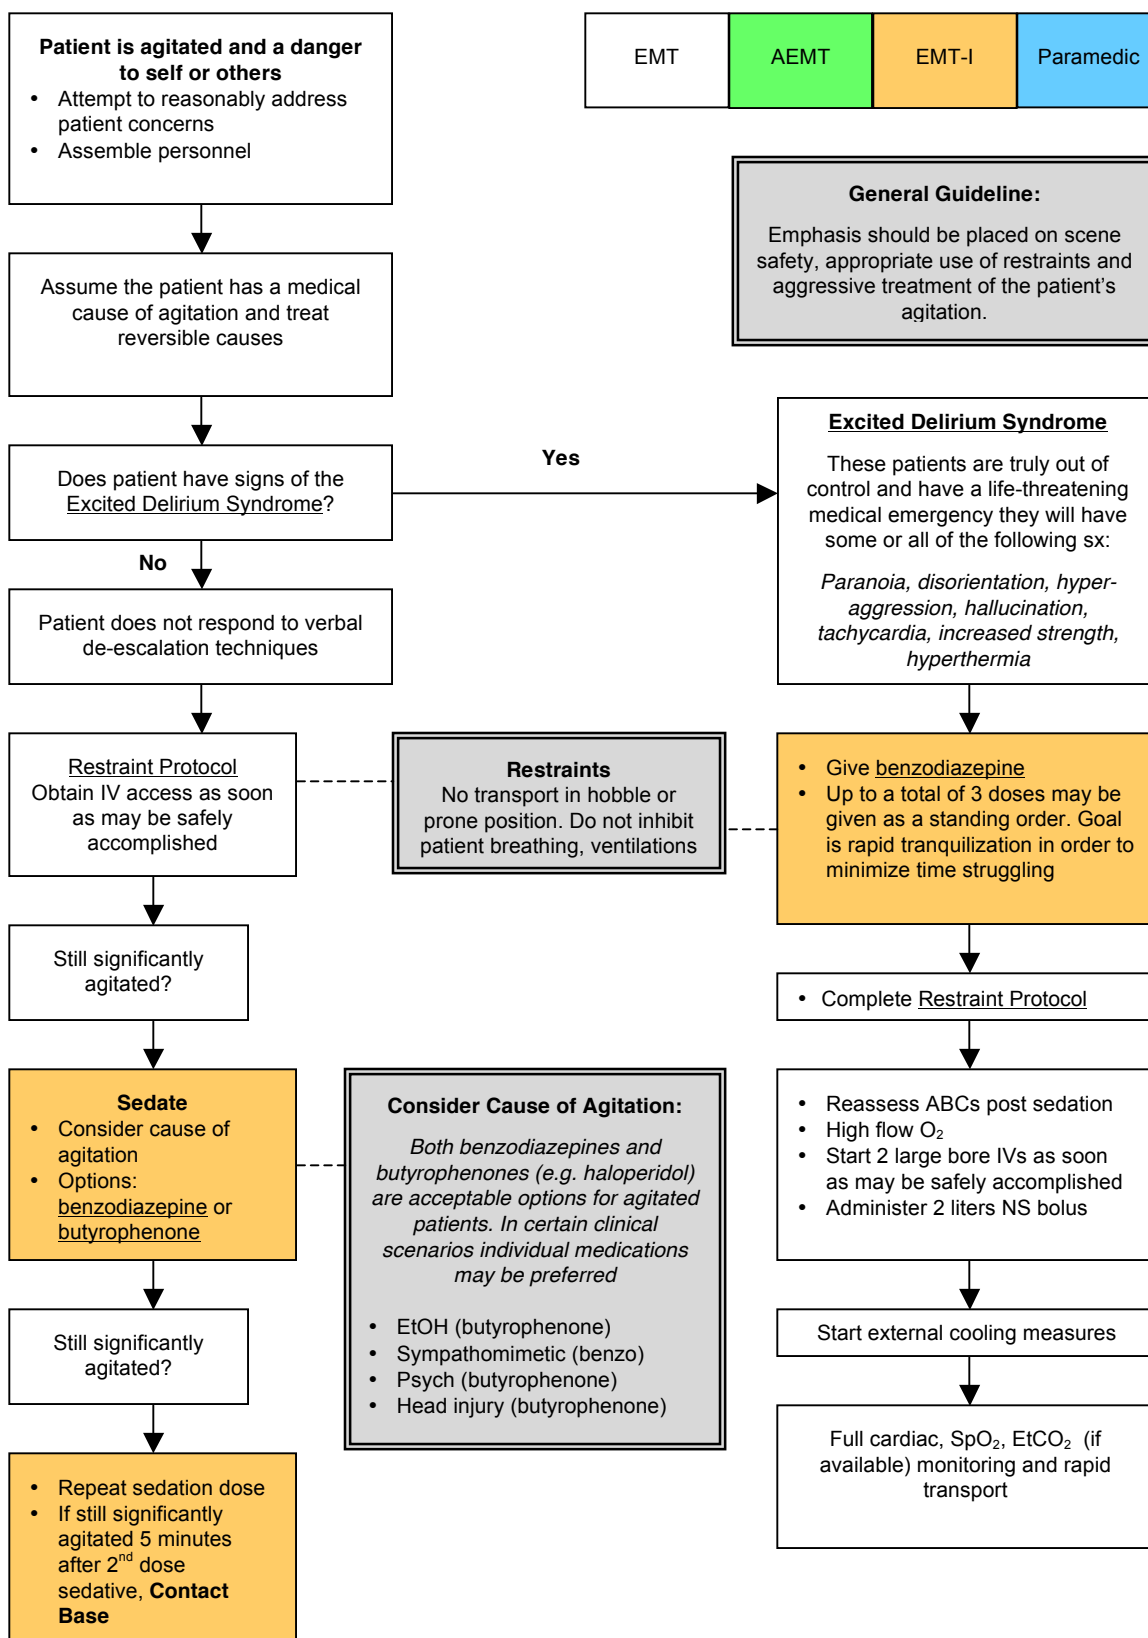 Patient is agitated and a danger
to self or others
• Attempt to reasonably address
patient concerns
• Assemble personnel
EMT
AEMT
EMT-I
Paramedic
General Guideline:
Emphasis should be placed on scene
safety, appropriate use of restraints and
aggressive treatment of the patient's
agitation.
Assume the patient has a medical
cause of agitation and treat
reversible causes
Does patient have signs of the
Excited Delirium Syndrome?
Yes
No
Excited Delirium Syndrome
These patients are truly out of
control and have a life-threatening
medical emergency they will have
some or all of the following sx:
Paranoia, disorientation, hyper-
aggression, hallucination,
tachycardia, increased strength,
hyperthermia
Patient does not respond to verbal
de-escalation techniques
Restraint Protocol
Obtain IV access as soon
as may be safely
accomplished
Restraints
No transport in hobble or
prone position. Do not inhibit
patient breathing, ventilations
• Give benzodiazepine
• Up to a total of 3 doses may be
given as a standing order. Goal
is rapid tranquilization in order to
minimize time struggling
Still significantly
agitated?
• Complete Restraint Protocol
Sedate
• Consider cause of
agitation
• Options:
benzodiazepine or
butyrophenone
Consider Cause of Agitation:
Both benzodiazepines and
butyrophenones (e.g. haloperidol)
are acceptable options for agitated
patients. In certain clinical
scenarios individual medications
may be preferred
• EtOH (butyrophenone)
• Sympathomimetic (benzo)
• Psych (butyrophenone)
• Head injury (butyrophenone)
• Reassess ABCs post sedation
• High flow O₂
• Start 2 large bore IVs as soon
as may be safely accomplished
• Administer 2 liters NS bolus
Still significantly
agitated?
Start external cooling measures
• Repeat sedation dose
• If still significantly
agitated 5 minutes
after 2nd dose
sedative, Contact
Base
Full cardiac, SpO₂, EtCO₂ (if
available) monitoring and rapid
transport